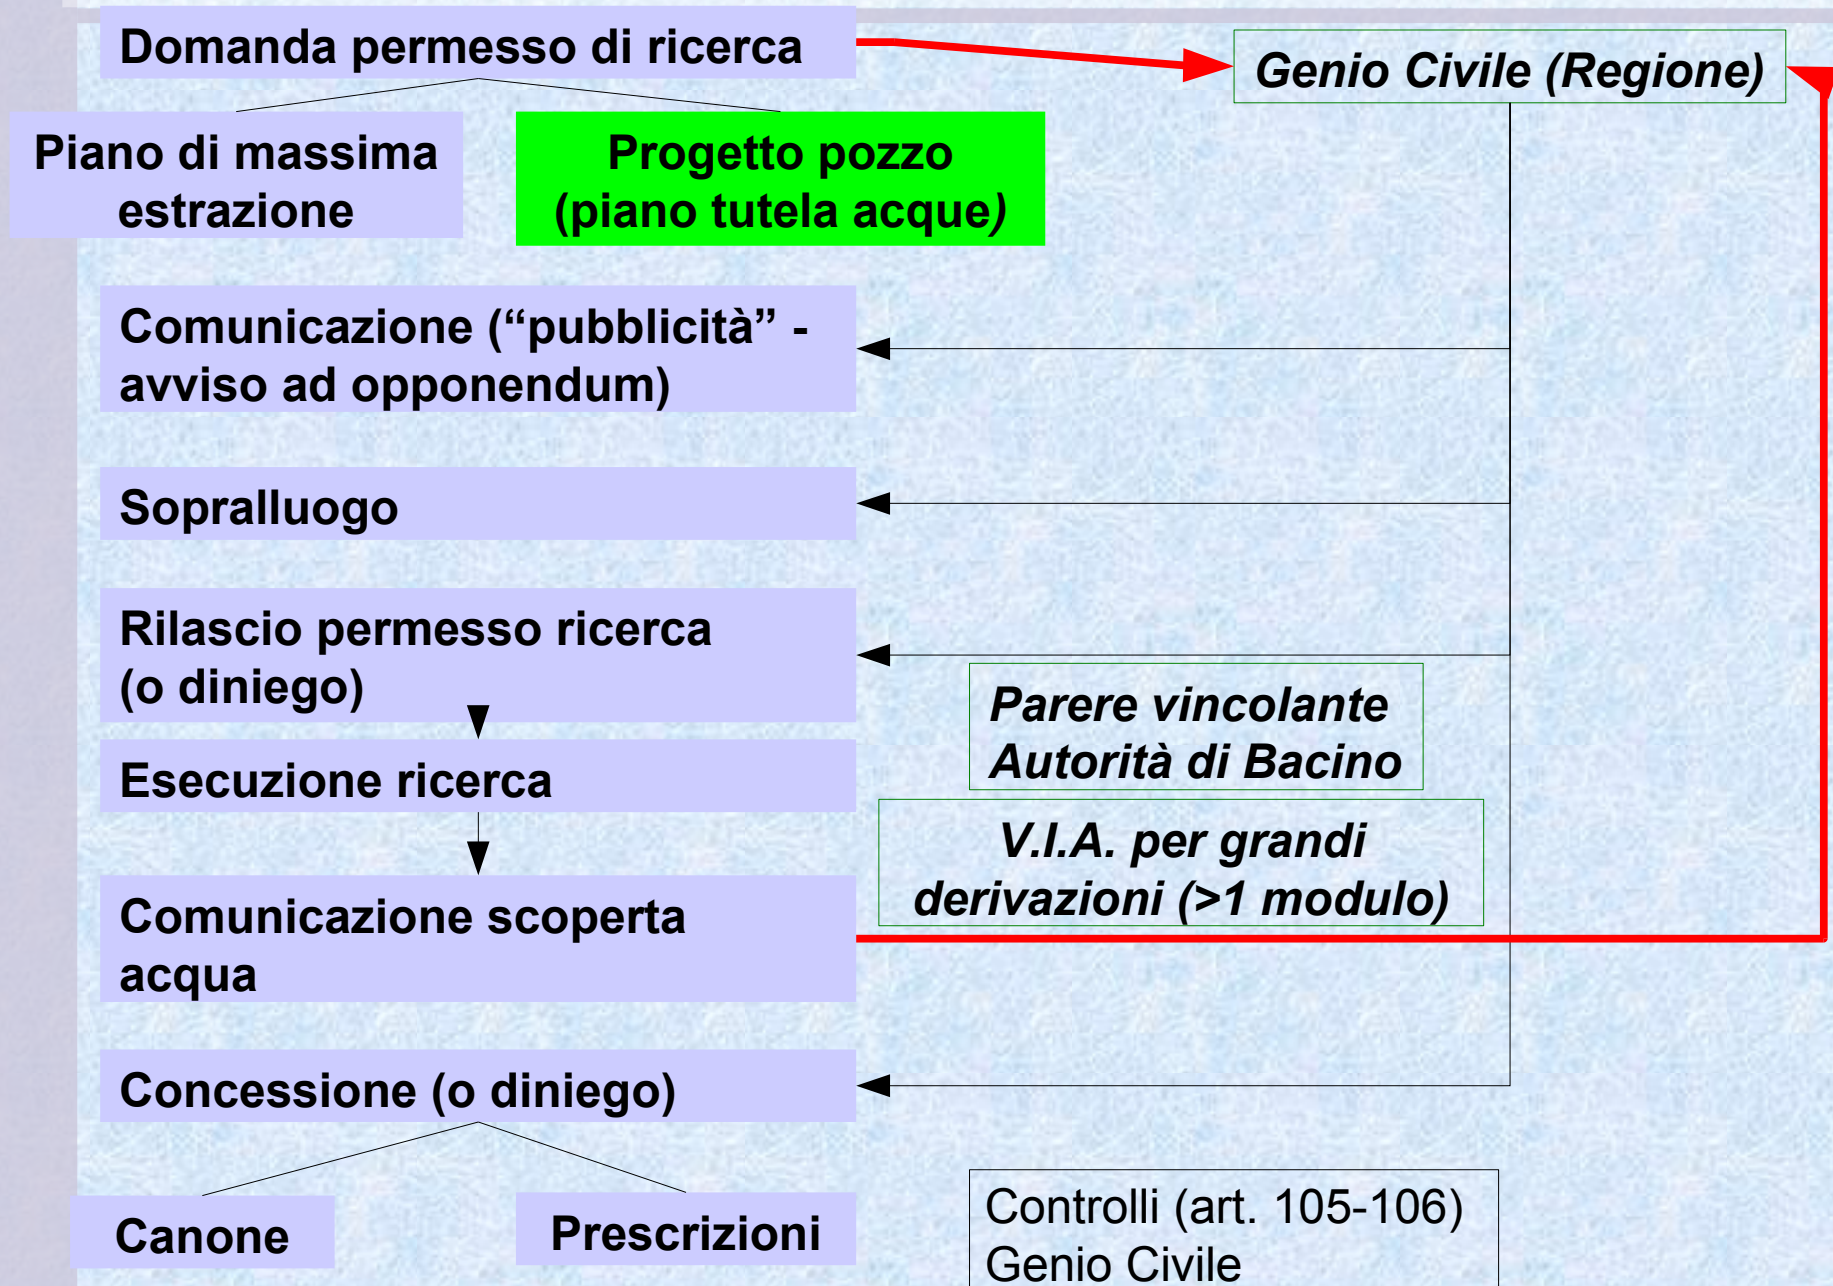 Domanda permesso di ricerca
Genio Civile (Regione)
Piano di massima
estrazione
Progetto pozzo
(piano tutela acque)
Comunicazione (“pubblicità” -
avviso ad opponendum)
Sopralluogo
Rilascio permesso ricerca
(o diniego)
Parere vincolante
Autorità di Bacino
Esecuzione ricerca
V.I.A. per grandi
derivazioni (>1 modulo)
Comunicazione scoperta
acqua
Concessione (o diniego)
Canone
Prescrizioni
Controlli (art. 105-106)
Genio Civile